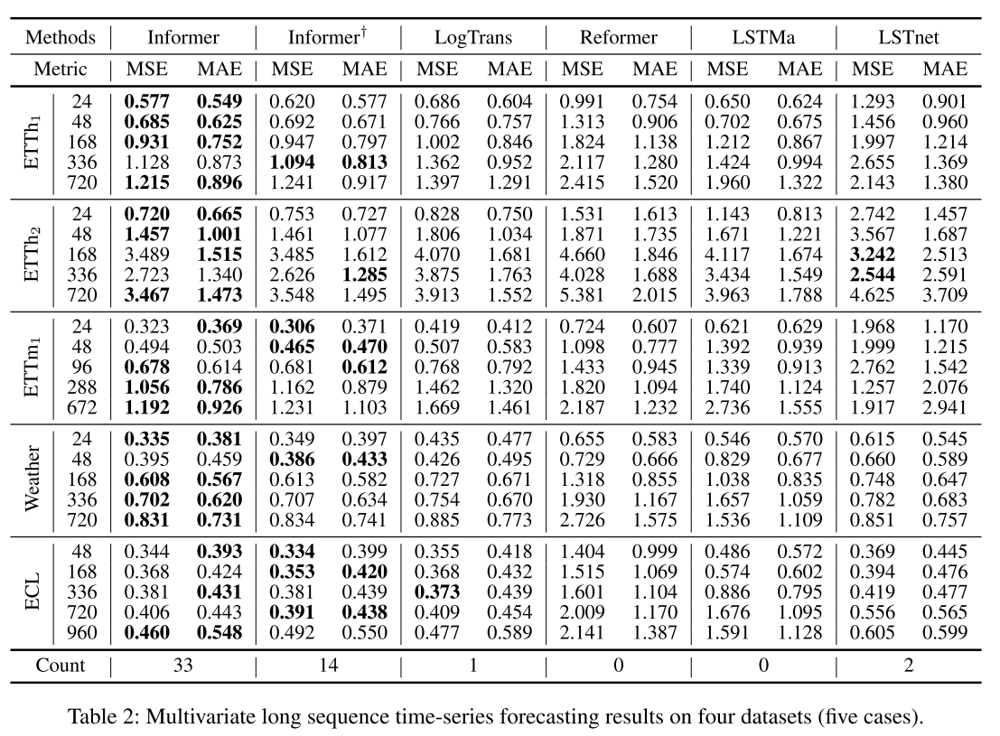 Methods Informer Informer† LogTrans Reformer LSTMa LSTnet
Metric MSE MAE MSE MAE MSE MAE MSE MAE MSE MAE MSE MAE
ETTh1
24 0.577 0.549 0.620 0.577 0.686 0.604 0.991 0.754 0.650 0.624 1.293 0.901
48 0.685 0.625 0.692 0.671 0.766 0.757 1.313 0.906 0.702 0.675 1.456 0.960
168 0.931 0.752 0.947 0.797 1.002 0.846 1.824 1.138 1.212 0.867 1.997 1.214
336 1.128 0.873 1.094 0.813 1.362 0.952 2.117 1.280 1.424 0.994 2.655 1.369
720 1.215 0.896 1.241 0.917 1.397 1.291 2.415 1.520 1.960 1.322 2.143 1.380
ETTh2
24 0.720 0.665 0.753 0.727 0.828 0.750 1.531 1.613 1.143 0.813 2.742 1.457
48 1.457 1.001 1.461 1.077 1.806 1.034 1.871 1.735 1.671 1.221 3.567 1.687
168 3.489 1.515 3.485 1.612 4.070 1.681 4.660 1.846 4.117 1.674 3.242 2.513
336 2.723 1.340 2.626 1.285 3.875 1.763 4.028 1.688 3.434 1.549 2.544 2.591
720 3.467 1.473 3.548 1.495 3.913 1.552 5.381 2.015 3.963 1.788 4.625 3.709
ETTm1
24 0.323 0.369 0.306 0.371 0.419 0.412 0.724 0.607 0.621 0.629 1.968 1.170
48 0.494 0.503 0.465 0.470 0.507 0.583 1.098 0.777 1.392 0.939 1.999 1.215
96 0.678 0.614 0.681 0.612 0.768 0.792 1.433 0.945 1.339 0.913 2.762 1.542
288 1.056 0.786 1.162 0.879 1.462 1.320 1.820 1.094 1.740 1.124 1.257 2.076
672 1.192 0.926 1.231 1.103 1.669 1.461 2.187 1.232 2.736 1.555 1.917 2.941
Weather
24 0.335 0.381 0.349 0.397 0.435 0.477 0.655 0.583 0.546 0.570 0.615 0.545
48 0.395 0.459 0.386 0.433 0.426 0.495 0.729 0.666 0.829 0.677 0.660 0.589
168 0.608 0.567 0.613 0.582 0.727 0.671 1.318 0.855 1.038 0.835 0.748 0.647
336 0.702 0.620 0.707 0.634 0.754 0.670 1.930 1.167 1.657 1.059 0.782 0.683
720 0.831 0.731 0.834 0.741 0.885 0.773 2.726 1.575 1.536 1.109 0.851 0.757
ECL
48 0.344 0.393 0.334 0.399 0.355 0.418 1.404 0.999 0.486 0.572 0.369 0.445
168 0.368 0.424 0.353 0.420 0.368 0.432 1.515 1.069 0.574 0.602 0.394 0.476
336 0.381 0.431 0.381 0.439 0.373 0.439 1.601 1.104 0.886 0.795 0.419 0.477
720 0.406 0.443 0.391 0.438 0.409 0.454 2.009 1.170 1.676 1.095 0.556 0.565
960 0.460 0.548 0.492 0.550 0.477 0.589 2.141 1.387 1.591 1.128 0.605 0.599
Count 33 14 1 0 0 2
Table 2: Multivariate long sequence time-series forecasting results on four datasets (five cases).